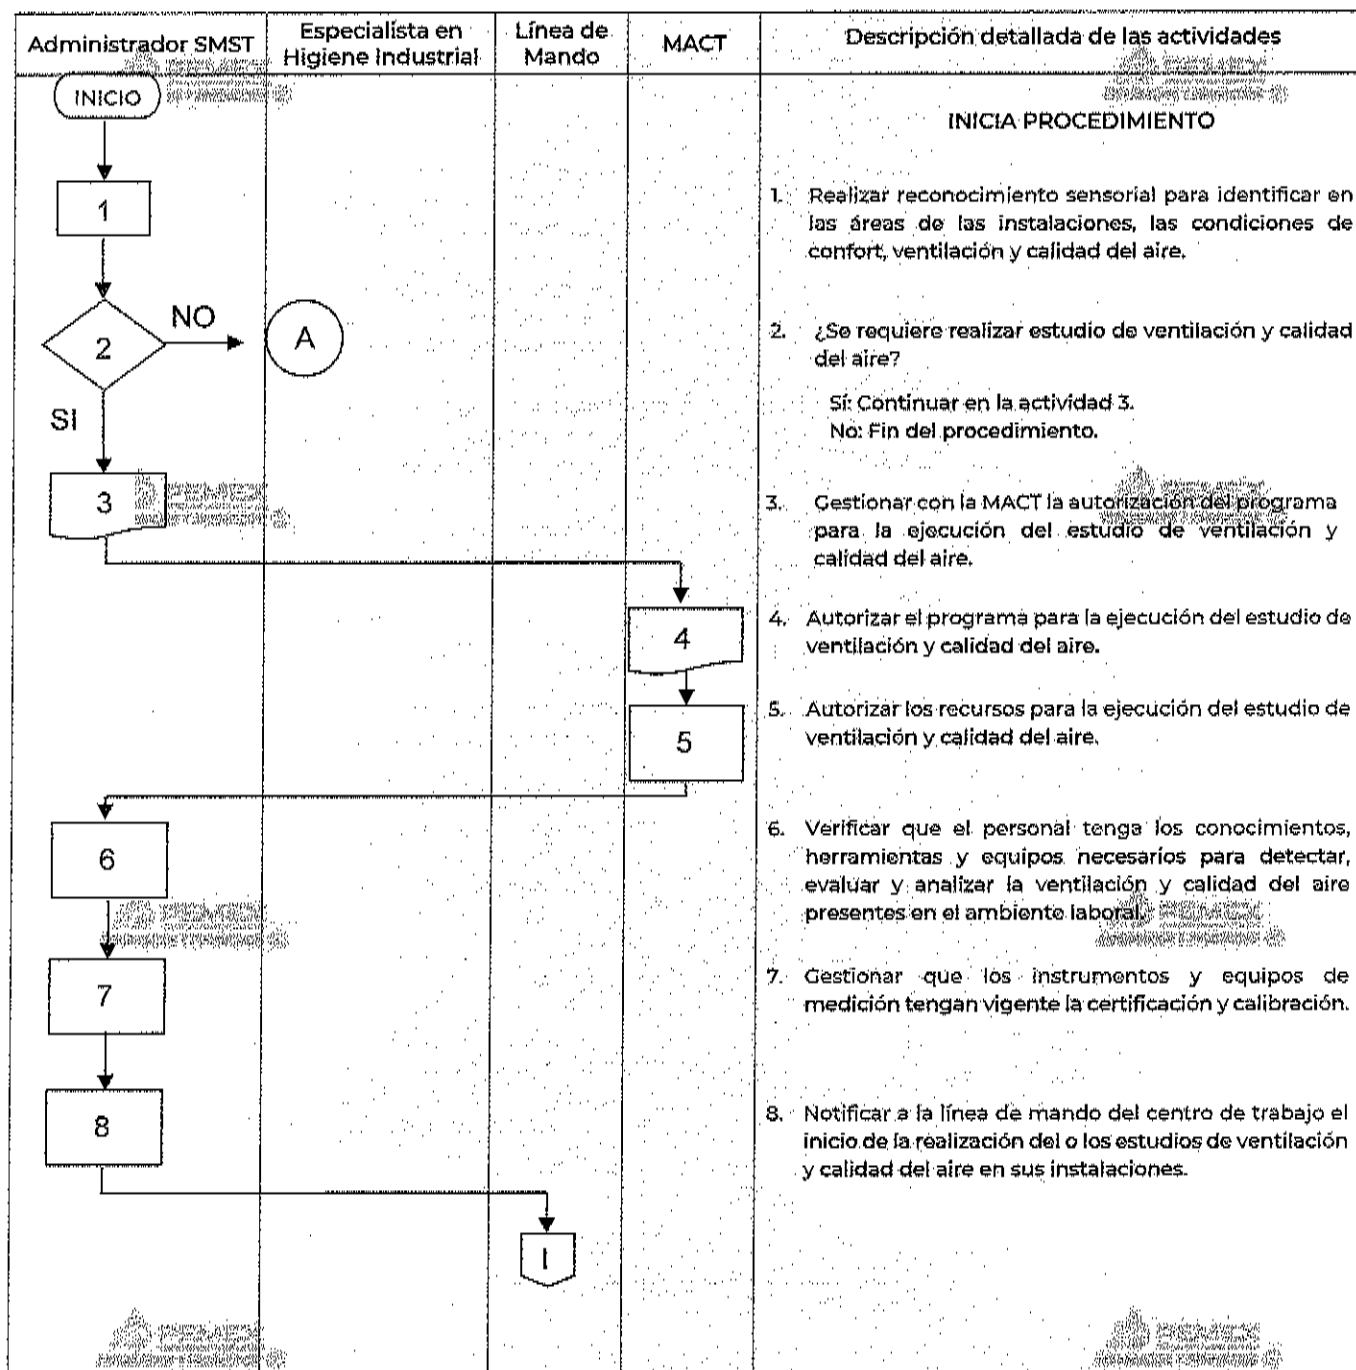 Administrador SMST
Especialista en
Higiene Industrial
Línea de
Mando
MACT
Descripción detallada de las actividades
INICIO
INICIA PROCEDIMIENTO
1
1. Realizar reconocimiento sensorial para identificar en
las áreas de las instalaciones, las condiciones de
confort, ventilación y calidad del aire.
2
NO
A
SI
2. ¿Se requiere realizar estudio de ventilación y calidad
del aire?
Sí: Continuar en la actividad 3.
No: Fin del procedimiento.
3
3. Gestionar con la MACT la autorización del programa
para la ejecución del estudio de ventilación y
calidad del aire.
4
4. Autorizar el programa para la ejecución del estudio de
ventilación y calidad del aire.
5
5. Autorizar los recursos para la ejecución del estudio de
ventilación y calidad del aire.
6
6. Verificar que el personal tenga los conocimientos,
herramientas y equipos necesarios para detectar,
evaluar y analizar la ventilación y calidad del aire
presentes en el ambiente laboral.
7
7. Gestionar que los instrumentos y equipos de
medición tengan vigente la certificación y calibración.
8
8. Notificar a la línea de mando del centro de trabajo el
inicio de la realización del o los estudios de ventilación
y calidad del aire en sus instalaciones.
I